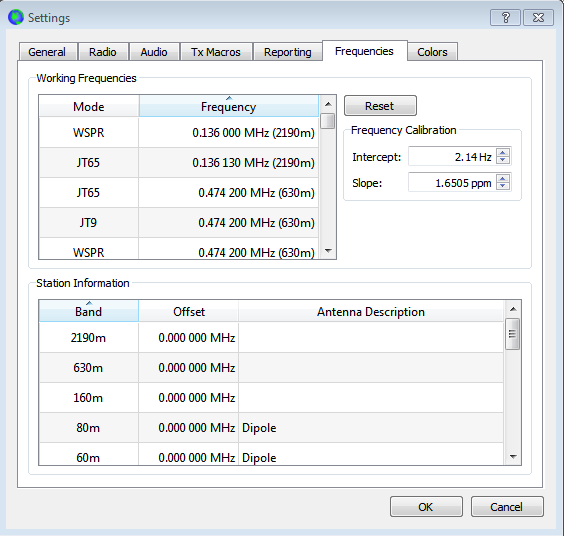 Settings
General Radio Audio Tx Macros Reporting Frequencies Colors
Working Frequencies
Mode Frequency
WSPR 0.136 000 MHz (2190m)
JT65 0.136 130 MHz (2190m)
JT65 0.474 200 MHz (630m)
JT9 0.474 200 MHz (630m)
WSPR 0.474 200 MHz (630m)
Reset
Frequency Calibration
Intercept: 2.14 Hz
Slope: 1.6505 ppm
Station Information
Band Offset Antenna Description
2190m 0.000 000 MHz
630m 0.000 000 MHz
160m 0.000 000 MHz
80m 0.000 000 MHz Dipole
60m 0.000 000 MHz Dipole
OK Cancel